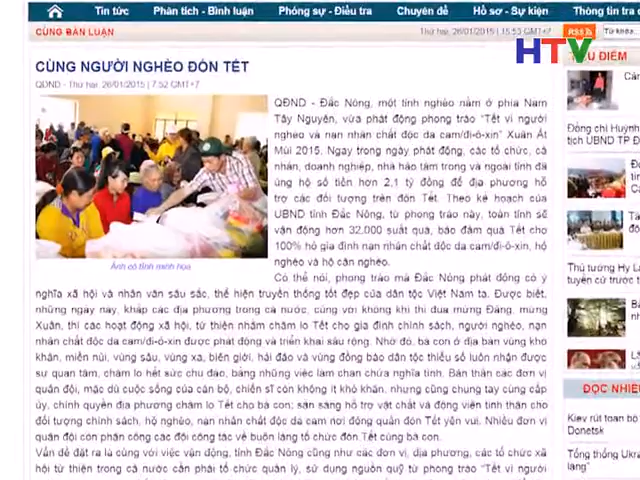 Tin tức Phân tích - Bình luận Phóng sự - Điều tra Chuyên đề Hồ sơ - Sự kiện Thông tin tra
CÙNG BÀN LUẬN
Thứ hai, 26/01/2015 | 15:53 GMT+7
RSS
Từ khóa...
HTV
CÙNG NGƯỜI NGHÈO ĐÓN TẾT
QĐND - Thứ hai, 26/01/2015 | 7:52 GMT+7
QĐND - Đắc Nông, một tỉnh nghèo nằm ở phía Nam
Tây Nguyên, vừa phát động phong trào “Tết vì người
nghèo và nạn nhân chất độc da cam/đi-ô-xin” Xuân Ất
Mùi 2015. Ngay trong ngày phát động, các tổ chức, cá
nhân, doanh nghiệp, nhà hảo tâm trong và ngoài tỉnh đã
ủng hộ số tiền hơn 2,1 tỷ đồng để địa phương hỗ
trợ các đối tượng trên đón Tết. Theo kế hoạch của
UBND tỉnh Đắc Nông, từ phong trào này, toàn tỉnh sẽ
vận động hơn 32.000 suất quà, bảo đảm quà Tết cho
100% hộ gia đình nạn nhân chất độc da cam/đi-ô-xin, hộ
nghèo và hộ cận nghèo.
Ảnh có tính minh họa
Có thể nói, phong trào mà Đắc Nông phát động có ý
nghĩa xã hội và nhân văn sâu sắc, thể hiện truyền thống tốt đẹp của dân tộc Việt Nam ta. Được biết,
những ngày này, khắp các địa phương trong cả nước, cùng với không khí thi đua mừng Đảng, mừng
Xuân, thì các hoạt động xã hội, từ thiện nhằm chăm lo Tết cho gia đình chính sách, người nghèo, nạn
nhân chất độc da cam/đi-ô-xin được phát động và triển khai sâu rộng. Nhờ đó, bà con ở địa bàn vùng khó
khăn, miền núi, vùng sâu, vùng xa, biên giới, hải đảo và vùng đồng bào dân tộc thiểu số luôn nhận được
sự quan tâm, chăm lo hết sức chu đáo, bằng những việc làm chan chứa nghĩa tình. Bản thân các đơn vị
quân đội, mặc dù cuộc sống của cán bộ, chiến sĩ còn không ít khó khăn, nhưng cũng chung tay cùng cấp
ủy, chính quyền địa phương chăm lo Tết cho bà con; sẵn sàng hỗ trợ vật chất và động viên tinh thần cho
đối tượng chính sách, hộ nghèo, nạn nhân chất độc da cam nơi đóng quân đón Tết yên vui. Nhiều đơn vị
quân đội còn phân công các đội công tác về buôn làng tổ chức đón Tết cùng bà con.
Vấn đề đặt ra là cùng với việc vận động, tỉnh Đắc Nông cũng như các đơn vị, địa phương, các tổ chức xã
hội từ thiện trong cả nước cần phải tổ chức quản lý, sử dụng nguồn quỹ từ phong trào “Tết vì người
ĐIỂM
Đồng chí Huỳnh
tịch UBND TP Đ
Thủ tướng Hy Lạ
tuyển cử trước t
ĐỌC NHIỀU
Kiev rút toàn bộ
Donetsk
Tổng thống Ukra
làng”